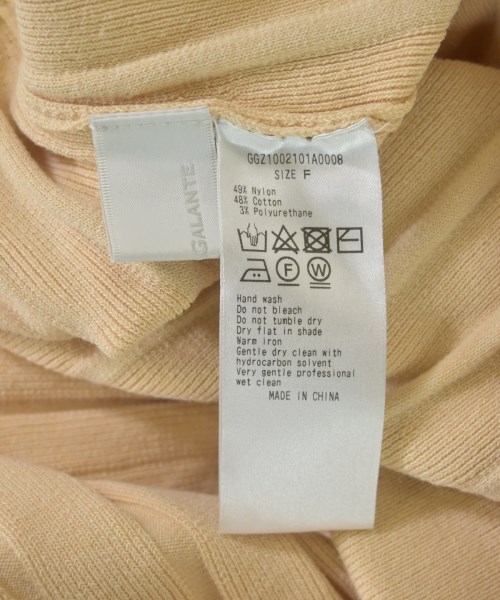 GALANTE
GGZ1002101A0008
SIZE F
49% Nylon
48% Cotton
3% Polyurethane
F
W
Hand wash
Do not bleach
Do not tumble dry
Dry flat in shade
Warm iron
Gentle dry clean with
hydrocarbon solvent
Very gentle professional
wet clean
MADE IN CHINA